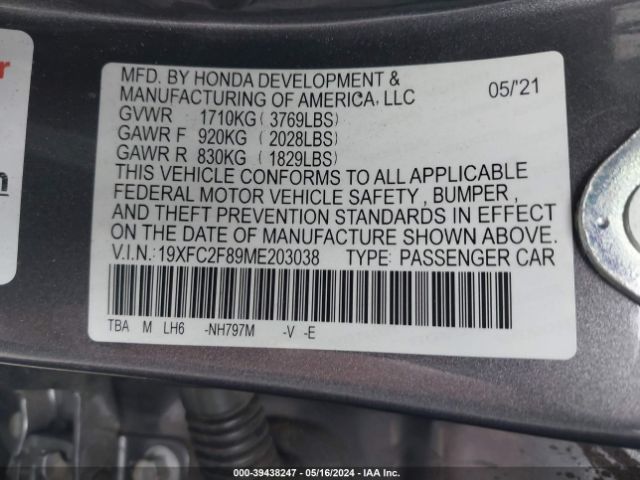 MFD. BY HONDA DEVELOPMENT &
MANUFACTURING OF AMERICA, LLC 05/'21
GVWR 1710KG ( 3769LBS)
GAWR F 920KG ( 2028LBS)
GAWR R 830KG ( 1829LBS)
THIS VEHICLE CONFORMS TO ALL APPLICABLE
FEDERAL MOTOR VEHICLE SAFETY , BUMPER ,
AND THEFT PREVENTION STANDARDS IN EFFECT
ON THE DATE OF MANUFACTURE SHOWN ABOVE.
V.I.N.: 19XFC2F89ME203038 TYPE: PASSENGER CAR
TBA M LH6 -NH797M -V -E
000-39438247 - 05/16/2024 - IAA Inc.